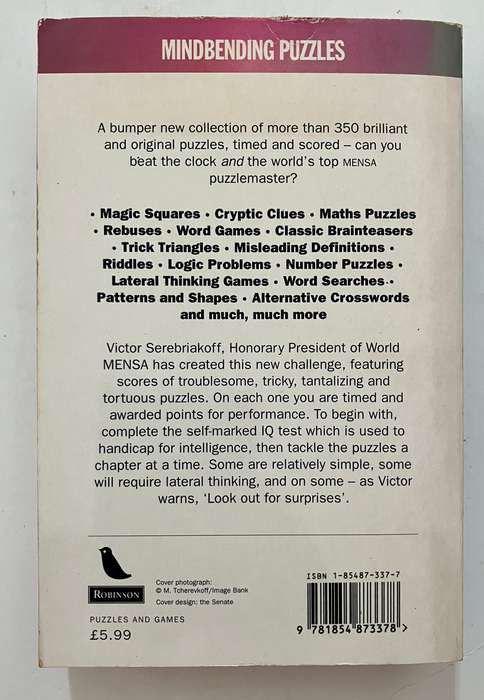 MINDBENDING PUZZLES
A bumper new collection of more than 350 brilliant
and original puzzles, timed and scored – can you
beat the clock and the world's top MENSA
puzzlemaster?
• Magic Squares • Cryptic Clues • Maths Puzzles
• Rebuses • Word Games • Classic Brainteasers
• Trick Triangles • Misleading Definitions •
Riddles • Logic Problems • Number Puzzles •
Lateral Thinking Games • Word Searches •
Patterns and Shapes • Alternative Crosswords
and much, much more
Victor Serebriakoff, Honorary President of World
MENSA has created this new challenge, featuring
scores of troublesome, tricky, tantalizing and
tortuous puzzles. On each one you are timed and
awarded points for performance. To begin with,
complete the self-marked IQ test which is used to
handicap for intelligence, then tackle the puzzles a
chapter at a time. Some are relatively simple, some
will require lateral thinking, and on some – as Victor
warns, 'Look out for surprises'.
ROBINSON
Cover photograph:
© M. Tcherevkoff/Image Bank
Cover design: the Senate
PUZZLES AND GAMES
£5.99
ISBN 1-85487-337-7
9 781854 873378 >